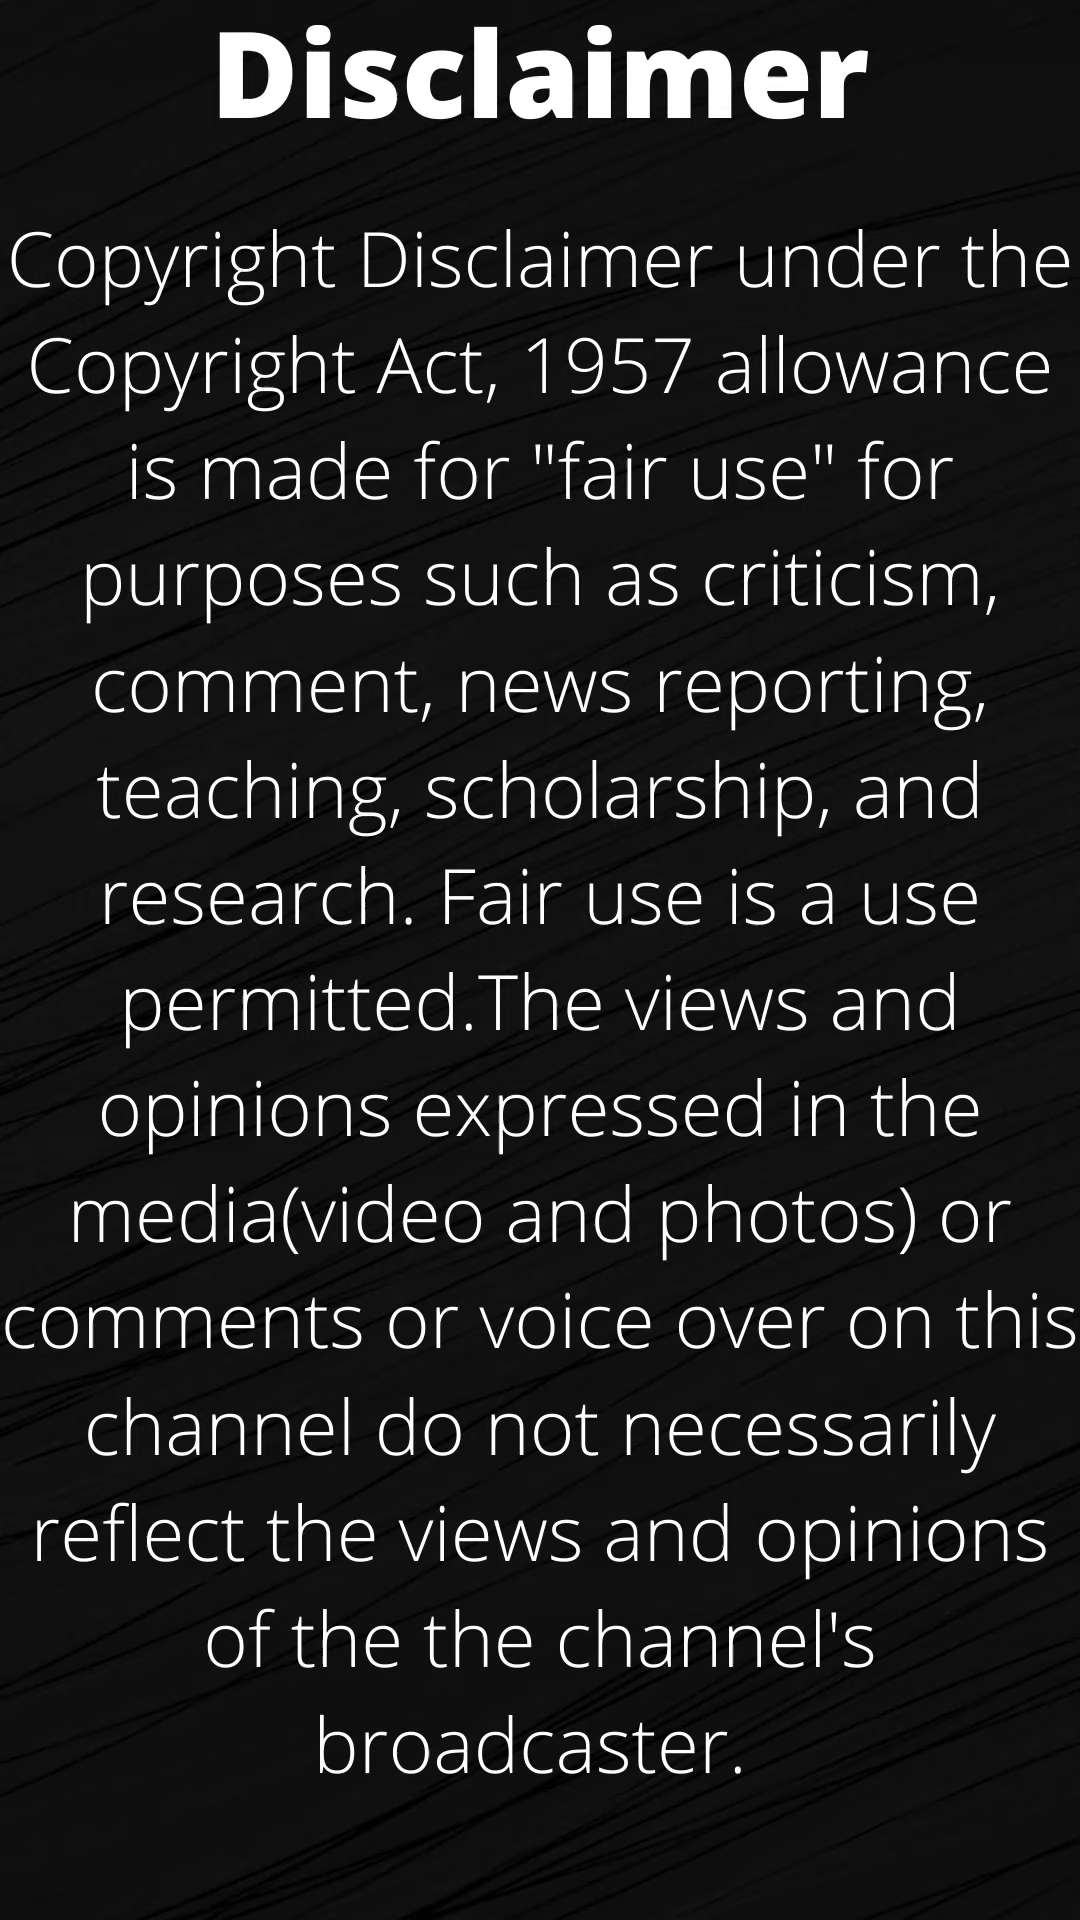 Disclaimer
Copyright Disclaimer under the
Copyright Act, 1957 allowance
is made for "fair use" for
purposes such as criticism,
comment, news reporting,
teaching, scholarship, and
research. Fair use is a use
permitted.The views and
opinions expressed in the
media(video and photos) or
comments or voice over on this
channel do not necessarily
reflect the views and opinions
of the the channel's
broadcaster.